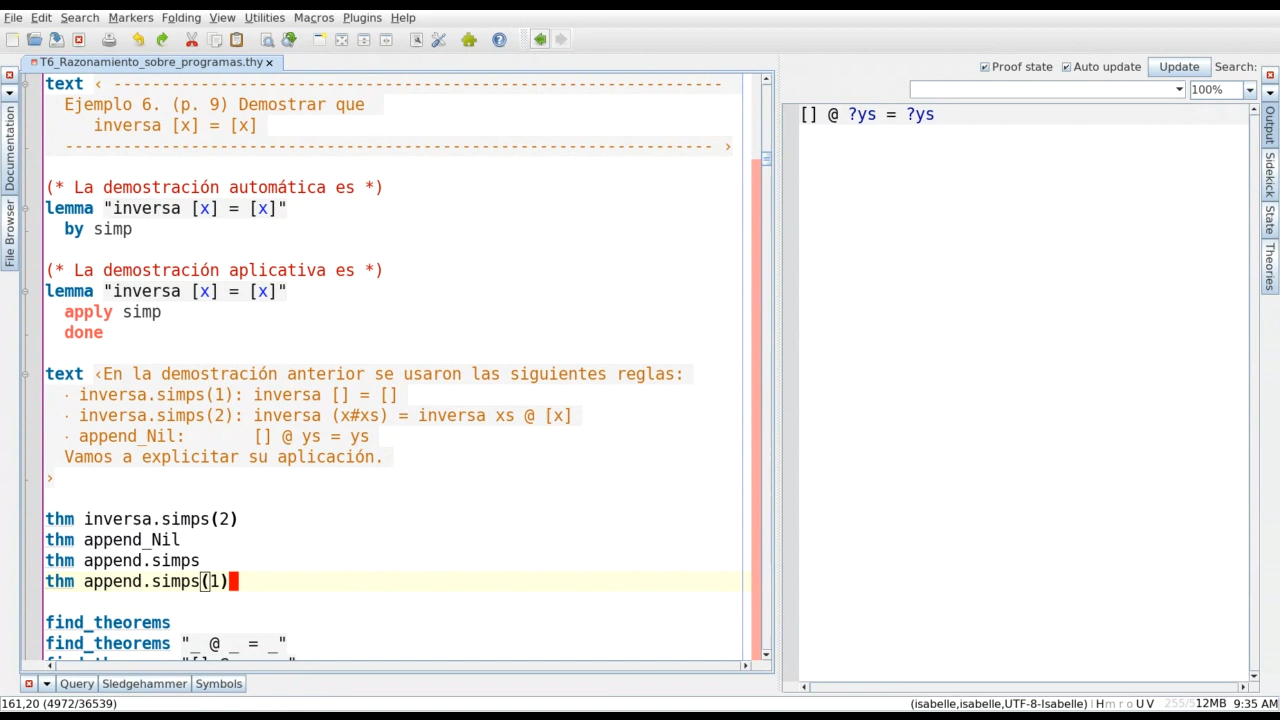 File Edit Search Markers Folding View Utilities Macros Plugins Help
T6_Razonamiento_sobre_programas.thy
Documentation
File Browser
text ‹ ----------------------------------------------------------------
Ejemplo 6. (p. 9) Demostrar que
inversa [x] = [x]
-------------------------------------------------------------------- ›
(* La demostración automática es *)
lemma "inversa [x] = [x]"
by simp
(* La demostración aplicativa es *)
lemma "inversa [x] = [x]"
apply simp
done
text ‹En la demostración anterior se usaron las siguientes reglas:
· inversa.simps(1): inversa [] = []
· inversa.simps(2): inversa (x#xs) = inversa xs @ [x]
· append_Nil: [] @ ys = ys
Vamos a explicitar su aplicación.
›
thm inversa.simps(2)
thm append_Nil
thm append.simps
thm append.simps(1)
find_theorems
find_theorems "_ @ _ = _"
Proof state Auto update Update Search:
100%
[] @ ?ys = ?ys
Output
Sidekick
State
Theories
Query Sledgehammer Symbols
161,20 (4972/36539)
(isabelle,isabelle,UTF-8-Isabelle) | H m r o U V 12MB 9:35 AM